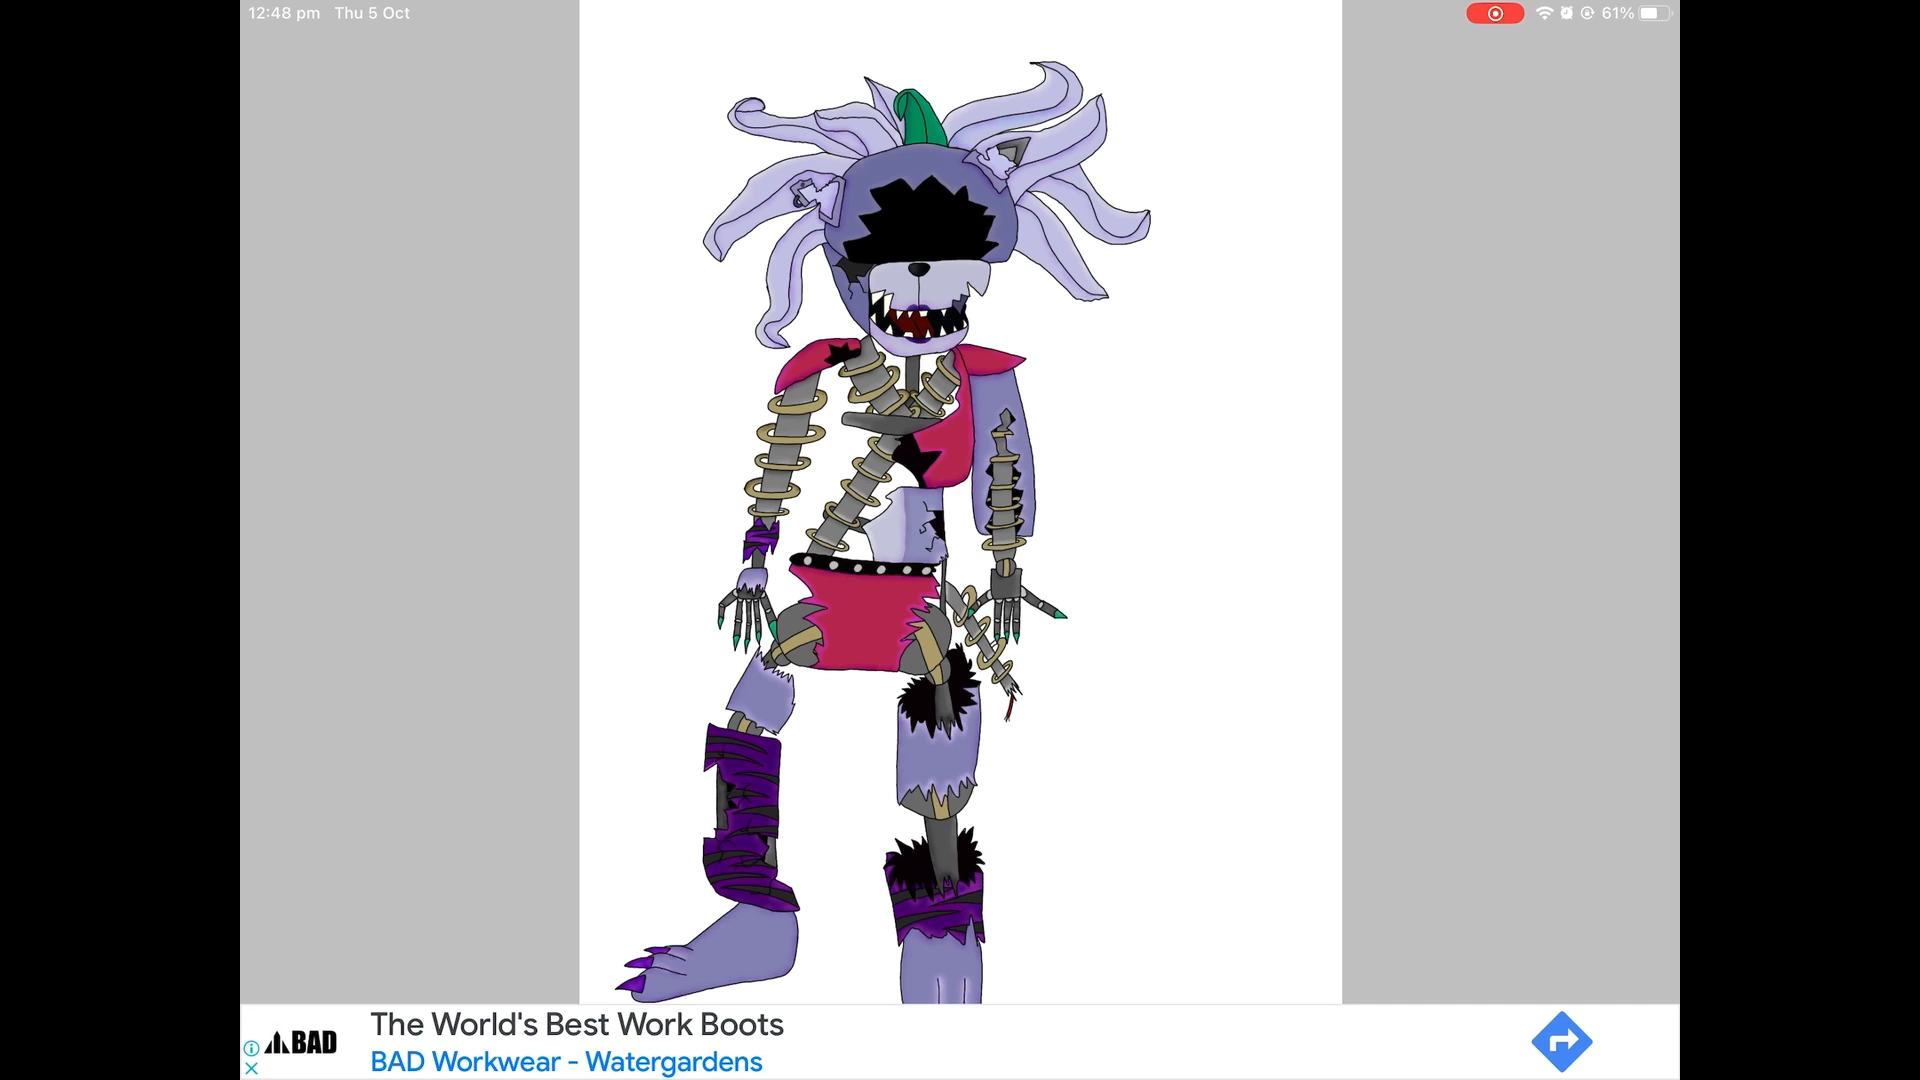 12:48 pm Thu 5 Oct
61%
BAD
The World's Best Work Boots
BAD Workwear - Watergardens